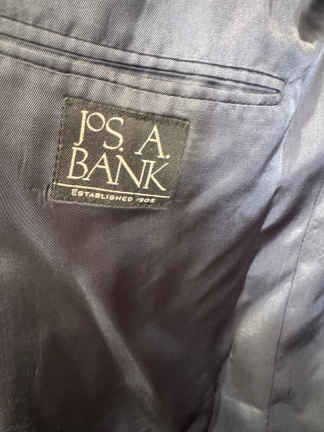 JoS. A.
BANK
ESTABLISHED 1905